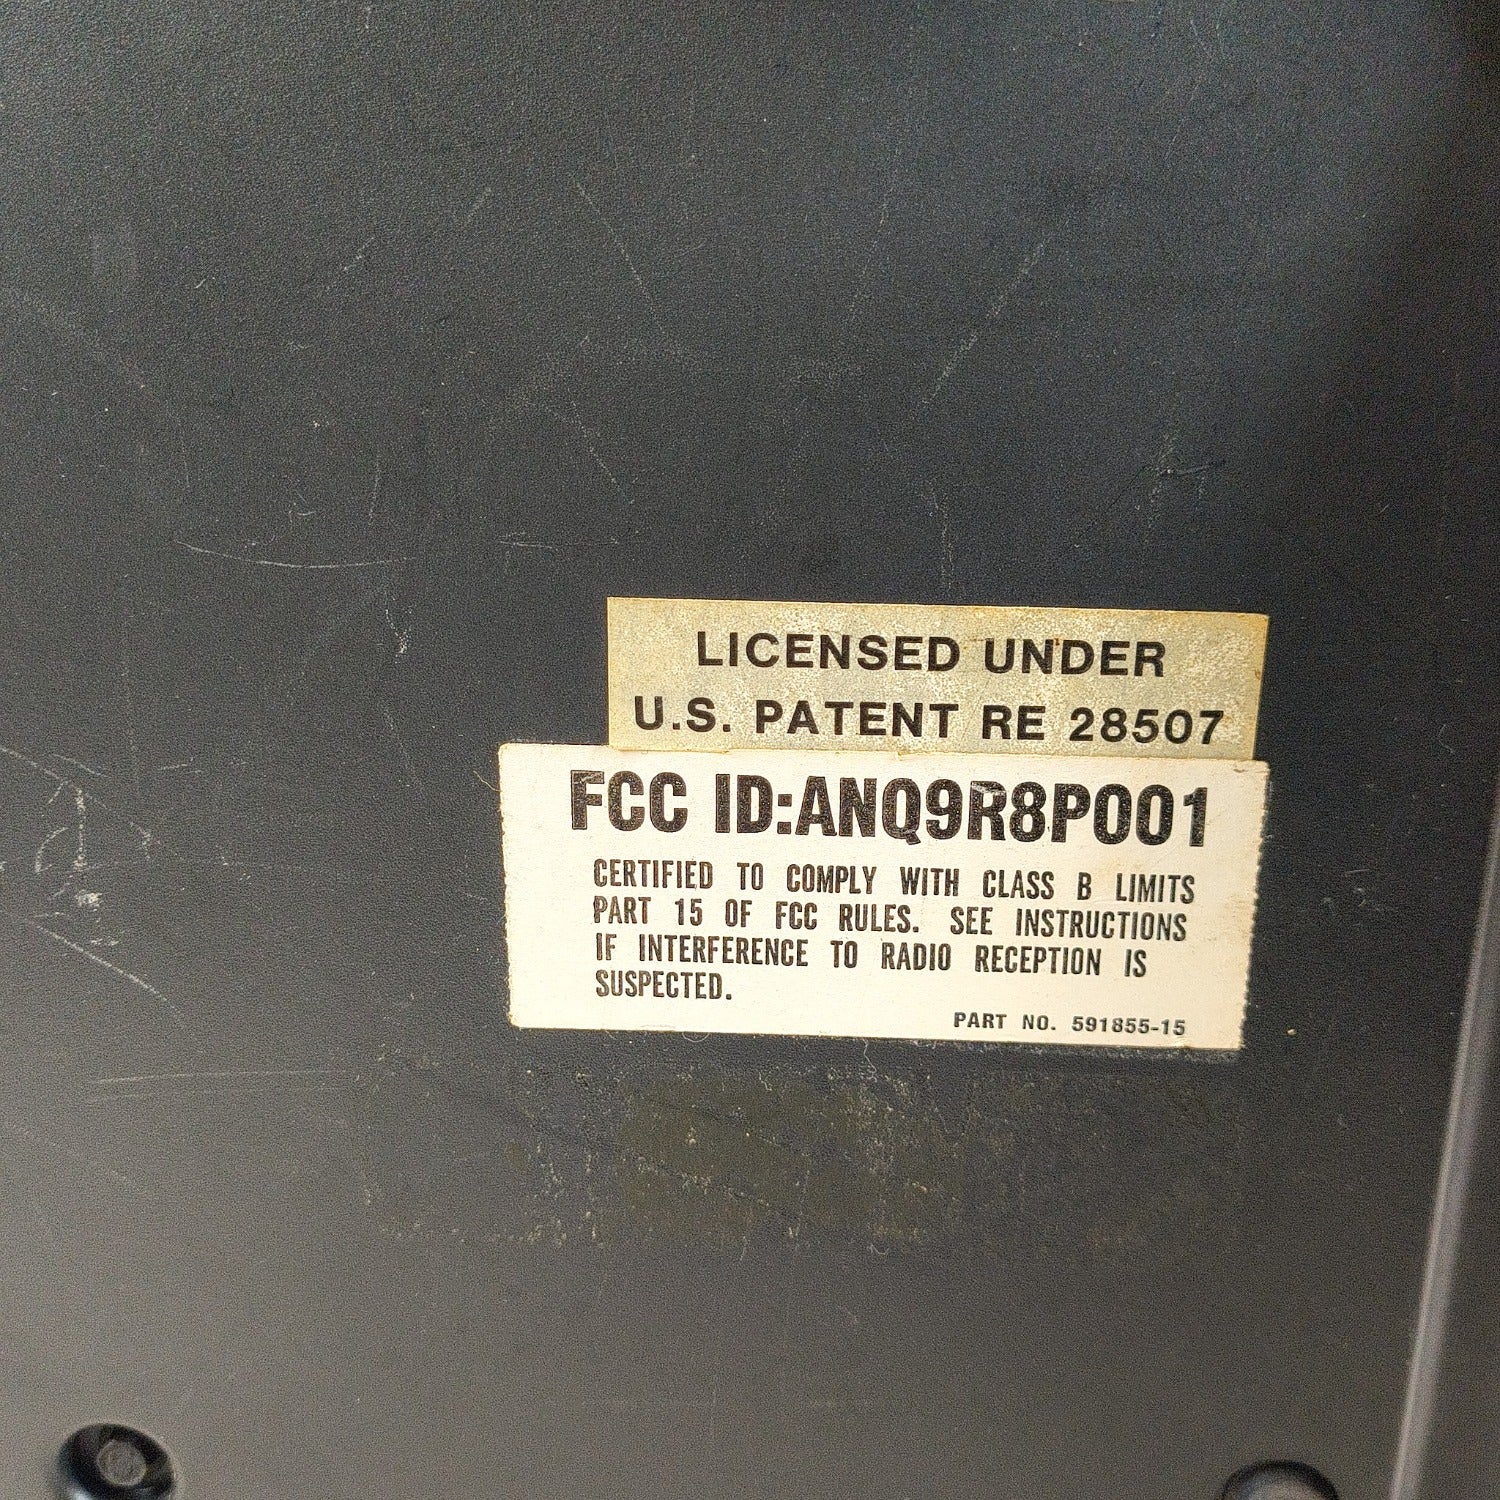 LICENSED UNDER
U.S. PATENT RE 28507
FCC ID:ANQ9R8P001
CERTIFIED TO COMPLY WITH CLASS B LIMITS
PART 15 OF FCC RULES. SEE INSTRUCTIONS
IF INTERFERENCE TO RADIO RECEPTION IS
SUSPECTED.
PART NO. 591855-15